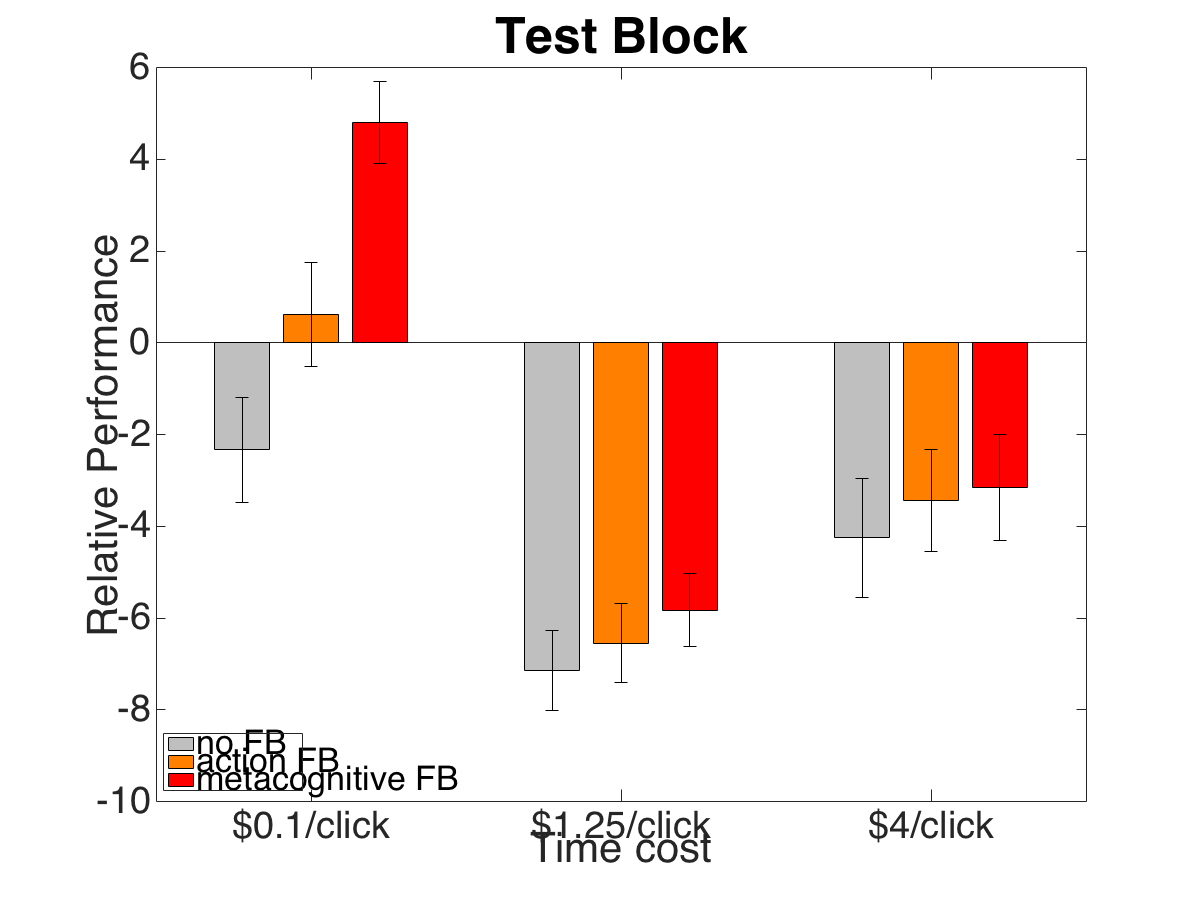 Test Block
Relative Performance
6
4
2
0
-2
-4
-6
-8
-10
no FB
action FB
metacognitive FB
$0.1/click
$1.25/click
$4/click
Time cost